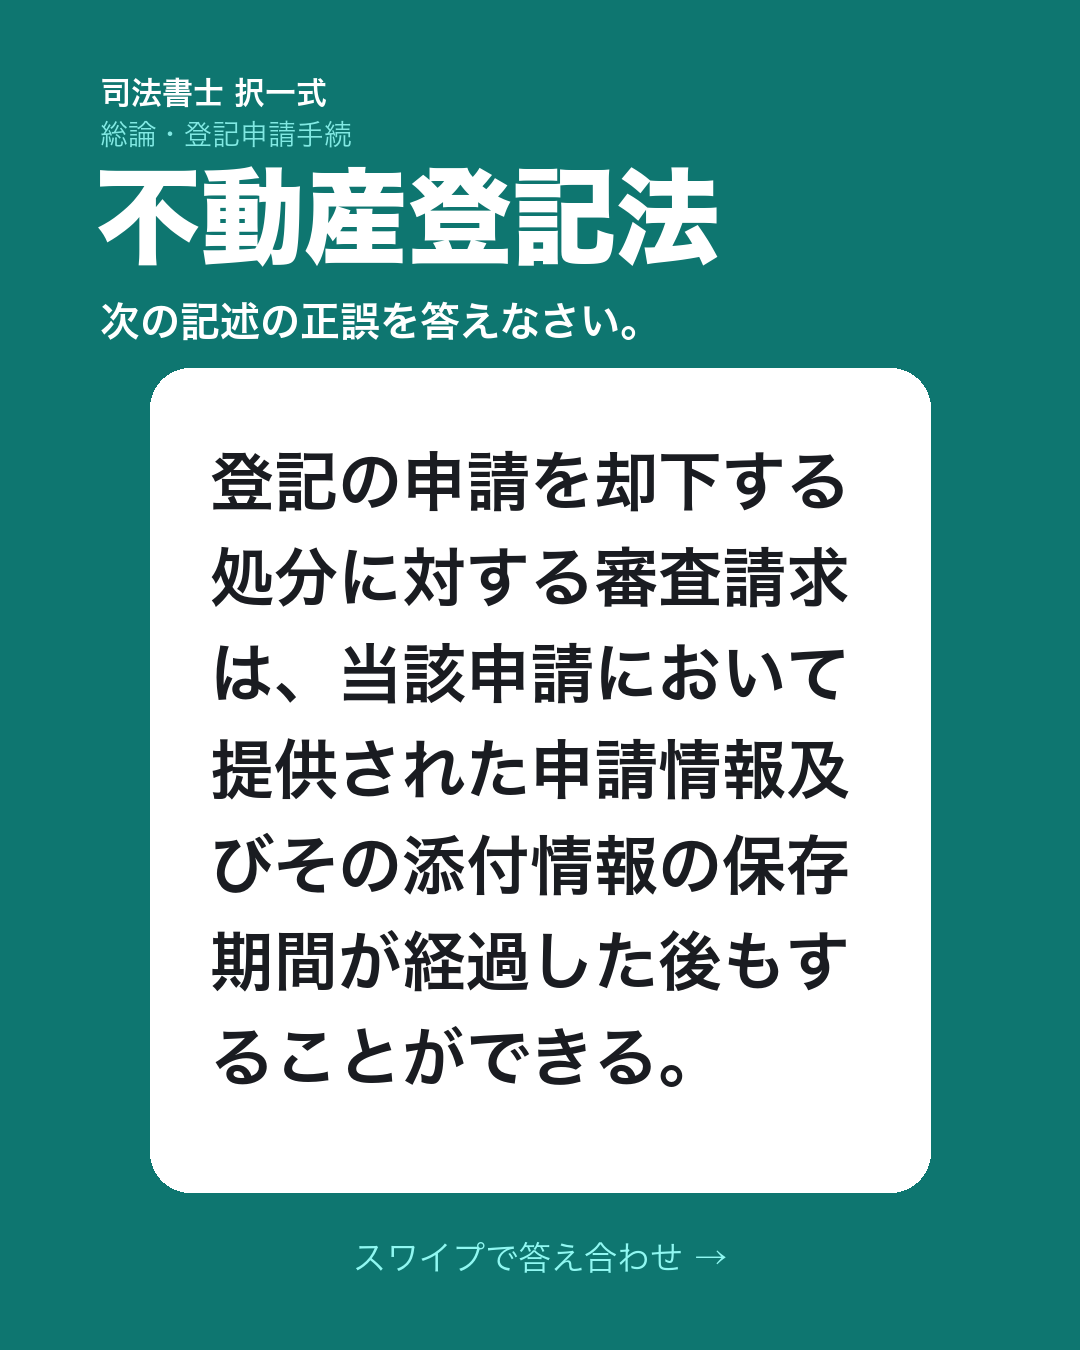 司法書士 択一式
総論・登記申請手続
不動産登記法
次の記述の正誤を答えなさい。
登記の申請を却下する
処分に対する審査請求
は、当該申請において
提供された申請情報及
びその添付情報の保存
期間が経過した後もす
ることができる。
スワイプで答え合わせ →